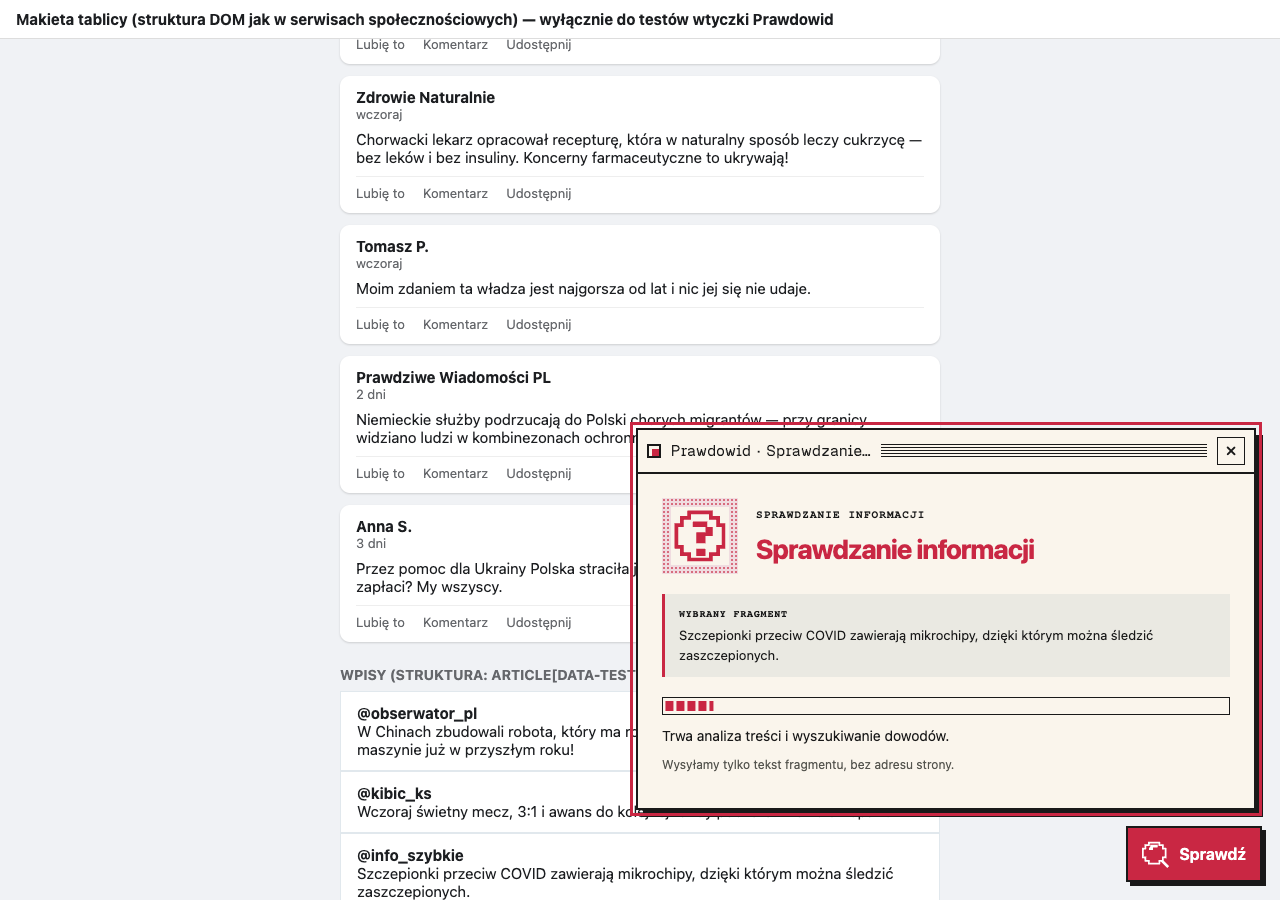 Makieta tablicy (struktura DOM jak w serwisach społecznościowych) — wyłącznie do testów wtyczki Prawdowid
Lubię to Komentarz Udostępnij
Zdrowie Naturalnie
wczoraj
Chorwacki lekarz opracował recepturę, która w naturalny sposób leczy cukrzycę —
bez leków i bez insuliny. Koncerny farmaceutyczne to ukrywają!
Lubię to Komentarz Udostępnij
Tomasz P.
wczoraj
Moim zdaniem ta władza jest najgorsza od lat i nic jej się nie udaje.
Lubię to Komentarz Udostępnij
Prawdziwe Wiadomości PL
2 dni
Niemieckie służby podrzucają do Polski chorych migrantów — przy granicy
widziano ludzi w kombinezonach
Lubię to Komentarz Udostępnij
Anna S.
3 dni
Przez pomoc dla Ukrainy Polska straciła
zapłaci? My wszyscy.
Lubię to Komentarz Udostępnij
WPISY (STRUKTURA: ARTICLE[DATA-TEST
@obserwator_pl
W Chinach zbudowali robota, który ma
maszynie już w przyszłym roku!
@kibic_ks
Wczoraj świetny mecz, 3:1 i awans do
@info_szybkie
Szczepionki przeciw COVID zawierają mikrochipy, dzięki którym można śledzić
zaszczepionych.
Prawdowid · Sprawdzanie…
SPRAWDZANIE INFORMACJI
Sprawdzanie informacji
WYBRANY FRAGMENT
Szczepionki przeciw COVID zawierają mikrochipy, dzięki którym można śledzić
zaszczepionych.
Trwa analiza treści i wyszukiwanie dowodów.
Wysyłamy tylko tekst fragmentu, bez adresu strony.
Sprawdź